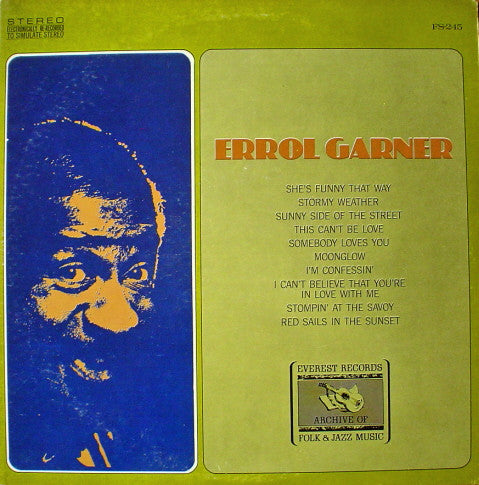 STEREO
ELECTRONICALLY RE-RECORDED
TO SIMULATE STEREO
FS-245
ERROL GARNER
SHE'S FUNNY THAT WAY
STORMY WEATHER
SUNNY SIDE OF THE STREET
THIS CAN'T BE LOVE
SOMEBODY LOVES YOU
MOONGLOW
I'M CONFESSIN'
I CAN'T BELIEVE THAT YOU'RE
IN LOVE WITH ME
STOMPIN' AT THE SAVOY
RED SAILS IN THE SUNSET
EVEREST RECORDS
ARCHIVE OF
FOLK & JAZZ MUSIC